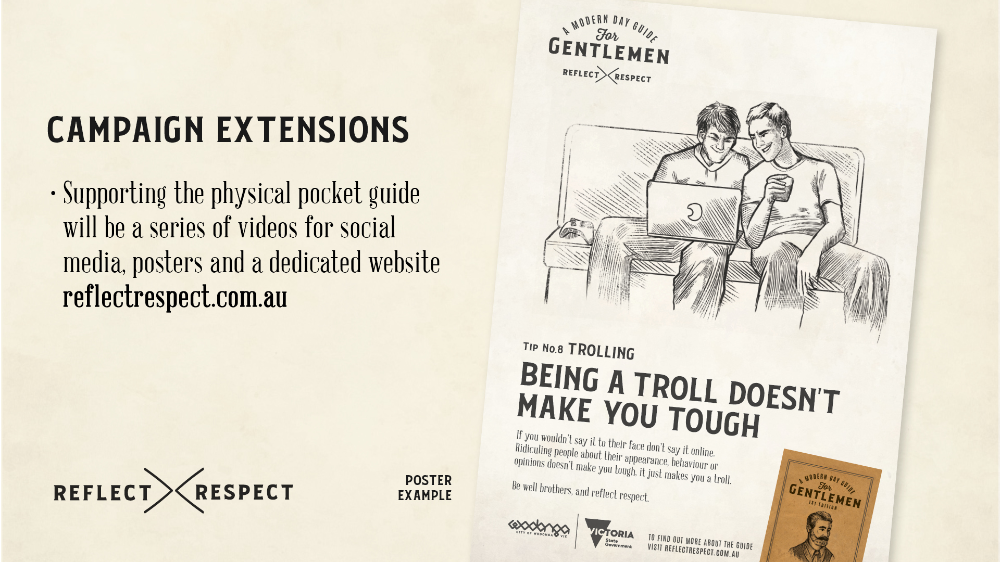 CAMPAIGN EXTENSIONS
• Supporting the physical pocket guide
will be a series of videos for social
media, posters and a dedicated website
reflectrespect.com.au
REFLECT RESPECT
POSTER
EXAMPLE
A MODERN DAY GUIDE
For
GENTLEMEN
REFLECT RESPECT
TIP No.8 TROLLING
BEING A TROLL DOESN'T
MAKE YOU TOUGH
If you wouldn't say it to their face don't say it online.
Ridiculing people about their appearance, behaviour or
opinions doesn't make you tough, it just makes you a troll.
Be well brothers, and reflect respect.
wodonga
CITY OF WODONGA VIC
VICTORIA
State
Government
TO FIND OUT MORE ABOUT THE GUIDE
VISIT REFLECTRESPECT.COM.AU
A MODERN DAY GUIDE
For
GENTLEMEN
1ST EDITION